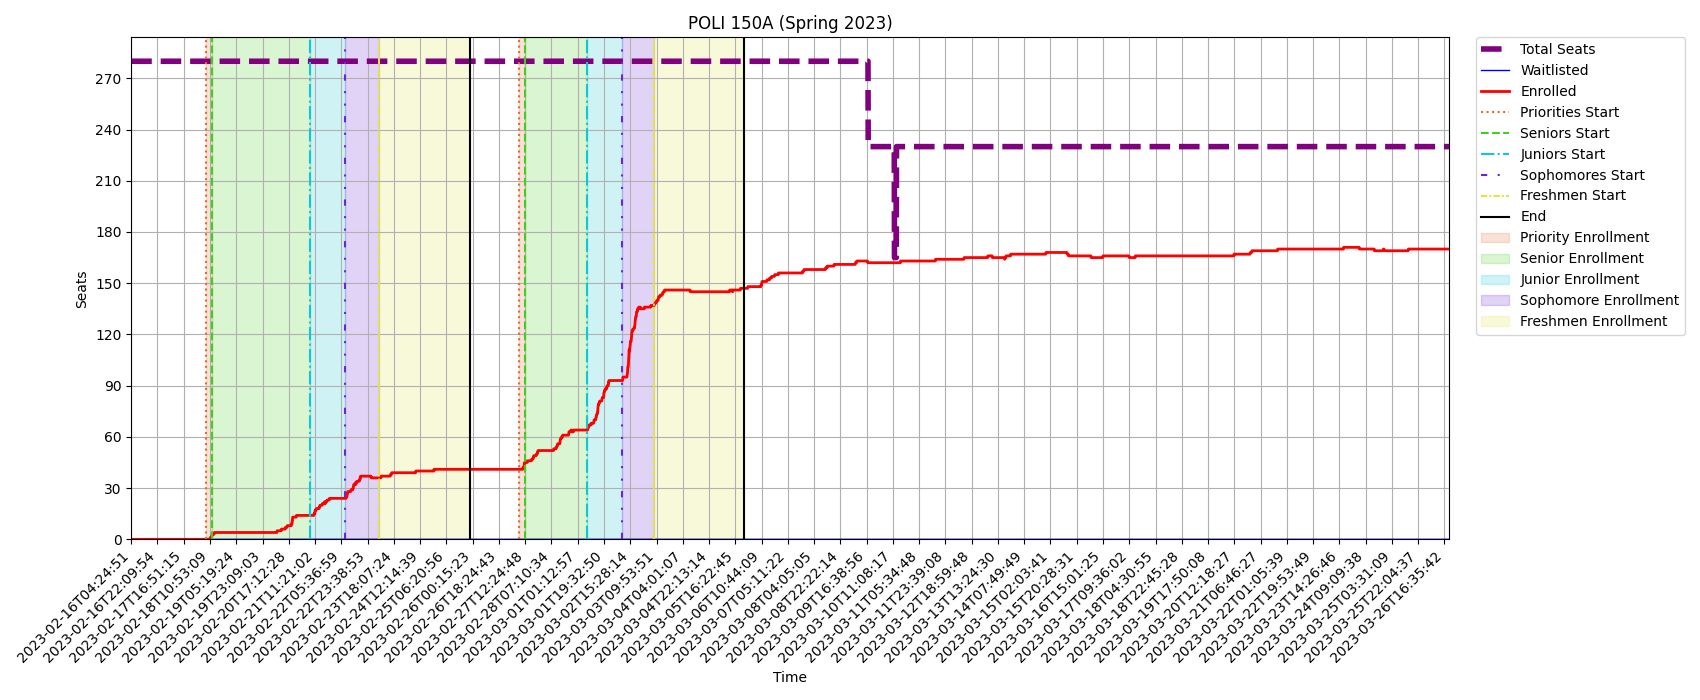 POLI 150A (Spring 2023)
Seats
270
240
210
180
150
120
90
60
30
0
2023-02-16T04:24:51
2023-02-16T22:09:54
2023-02-17T16:51:15
2023-02-18T10:53:09
2023-02-19T05:19:24
2023-02-19T23:09:03
2023-02-20T17:12:28
2023-02-21T11:21:02
2023-02-22T05:36:59
2023-02-22T23:38:53
2023-02-23T18:07:24
2023-02-24T12:14:39
2023-02-25T06:20:56
2023-02-26T00:15:23
2023-02-26T18:24:43
2023-02-27T12:24:48
2023-02-28T07:10:34
2023-03-01T01:12:57
2023-03-01T19:32:50
2023-03-02T15:28:14
2023-03-03T09:53:51
2023-03-04T04:01:07
2023-03-04T22:13:14
2023-03-05T16:22:45
2023-03-06T10:44:09
2023-03-07T05:11:22
2023-03-08T04:05:05
2023-03-08T22:22:14
2023-03-09T16:38:56
2023-03-10T11:08:17
2023-03-11T05:34:48
2023-03-11T23:39:08
2023-03-12T18:59:48
2023-03-13T13:24:30
2023-03-14T07:49:49
2023-03-15T02:03:41
2023-03-15T20:28:31
2023-03-16T15:01:25
2023-03-17T09:36:02
2023-03-18T04:30:55
2023-03-18T22:45:28
2023-03-19T17:50:08
2023-03-20T12:18:27
2023-03-21T06:46:27
2023-03-22T01:05:39
2023-03-22T19:53:49
2023-03-23T14:26:46
2023-03-24T09:09:38
2023-03-25T03:31:09
2023-03-25T22:04:37
2023-03-26T16:35:42
Time
Total Seats
Waitlisted
Enrolled
Priorities Start
Seniors Start
Juniors Start
Sophomores Start
Freshmen Start
End
Priority Enrollment
Senior Enrollment
Junior Enrollment
Sophomore Enrollment
Freshmen Enrollment